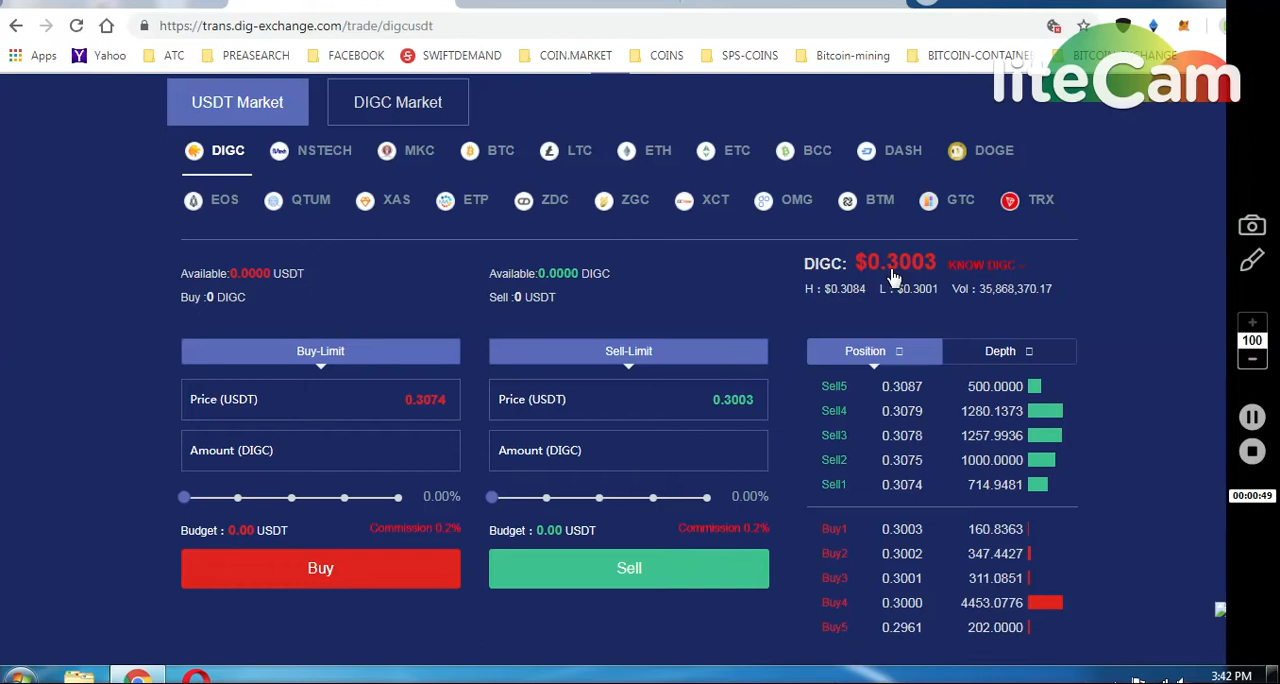 https://trans.dig-exchange.com/trade/digcusdt
Apps Yahoo ATC PREASEARCH FACEBOOK SWIFTDEMAND COIN.MARKET COINS SPS-COINS Bitcoin-mining BITCOIN-CONTAINE BITCOIN-EXCHANGE
liteCam
USDT Market DIGC Market
DIGC NSTECH MKC BTC LTC ETH ETC BCC DASH DOGE
EOS QTUM XAS ETP ZDC ZGC XCT OMG BTM GTC TRX
Available:0.0000 USDT Available:0.0000 DIGC DIGC: $0.3003 KNOW DIGC
Buy :0 DIGC Sell :0 USDT H : $0.3084 L : $0.3001 Vol : 35,868,370.17
Buy-Limit Sell-Limit Position Depth
100
Price (USDT) 0.3074 Price (USDT) 0.3003
Amount (DIGC) Amount (DIGC)
0.00% 0.00%
Budget : 0.00 USDT Commission 0.2% Budget : 0.00 USDT Commission 0.2%
Buy Sell
Sell5 0.3087 500.0000
Sell4 0.3079 1280.1373
Sell3 0.3078 1257.9936
Sell2 0.3075 1000.0000
Sell1 0.3074 714.9481
Buy1 0.3003 160.8363
Buy2 0.3002 347.4427
Buy3 0.3001 311.0851
Buy4 0.3000 4453.0776
Buy5 0.2961 202.0000
00:00:49
3:42 PM